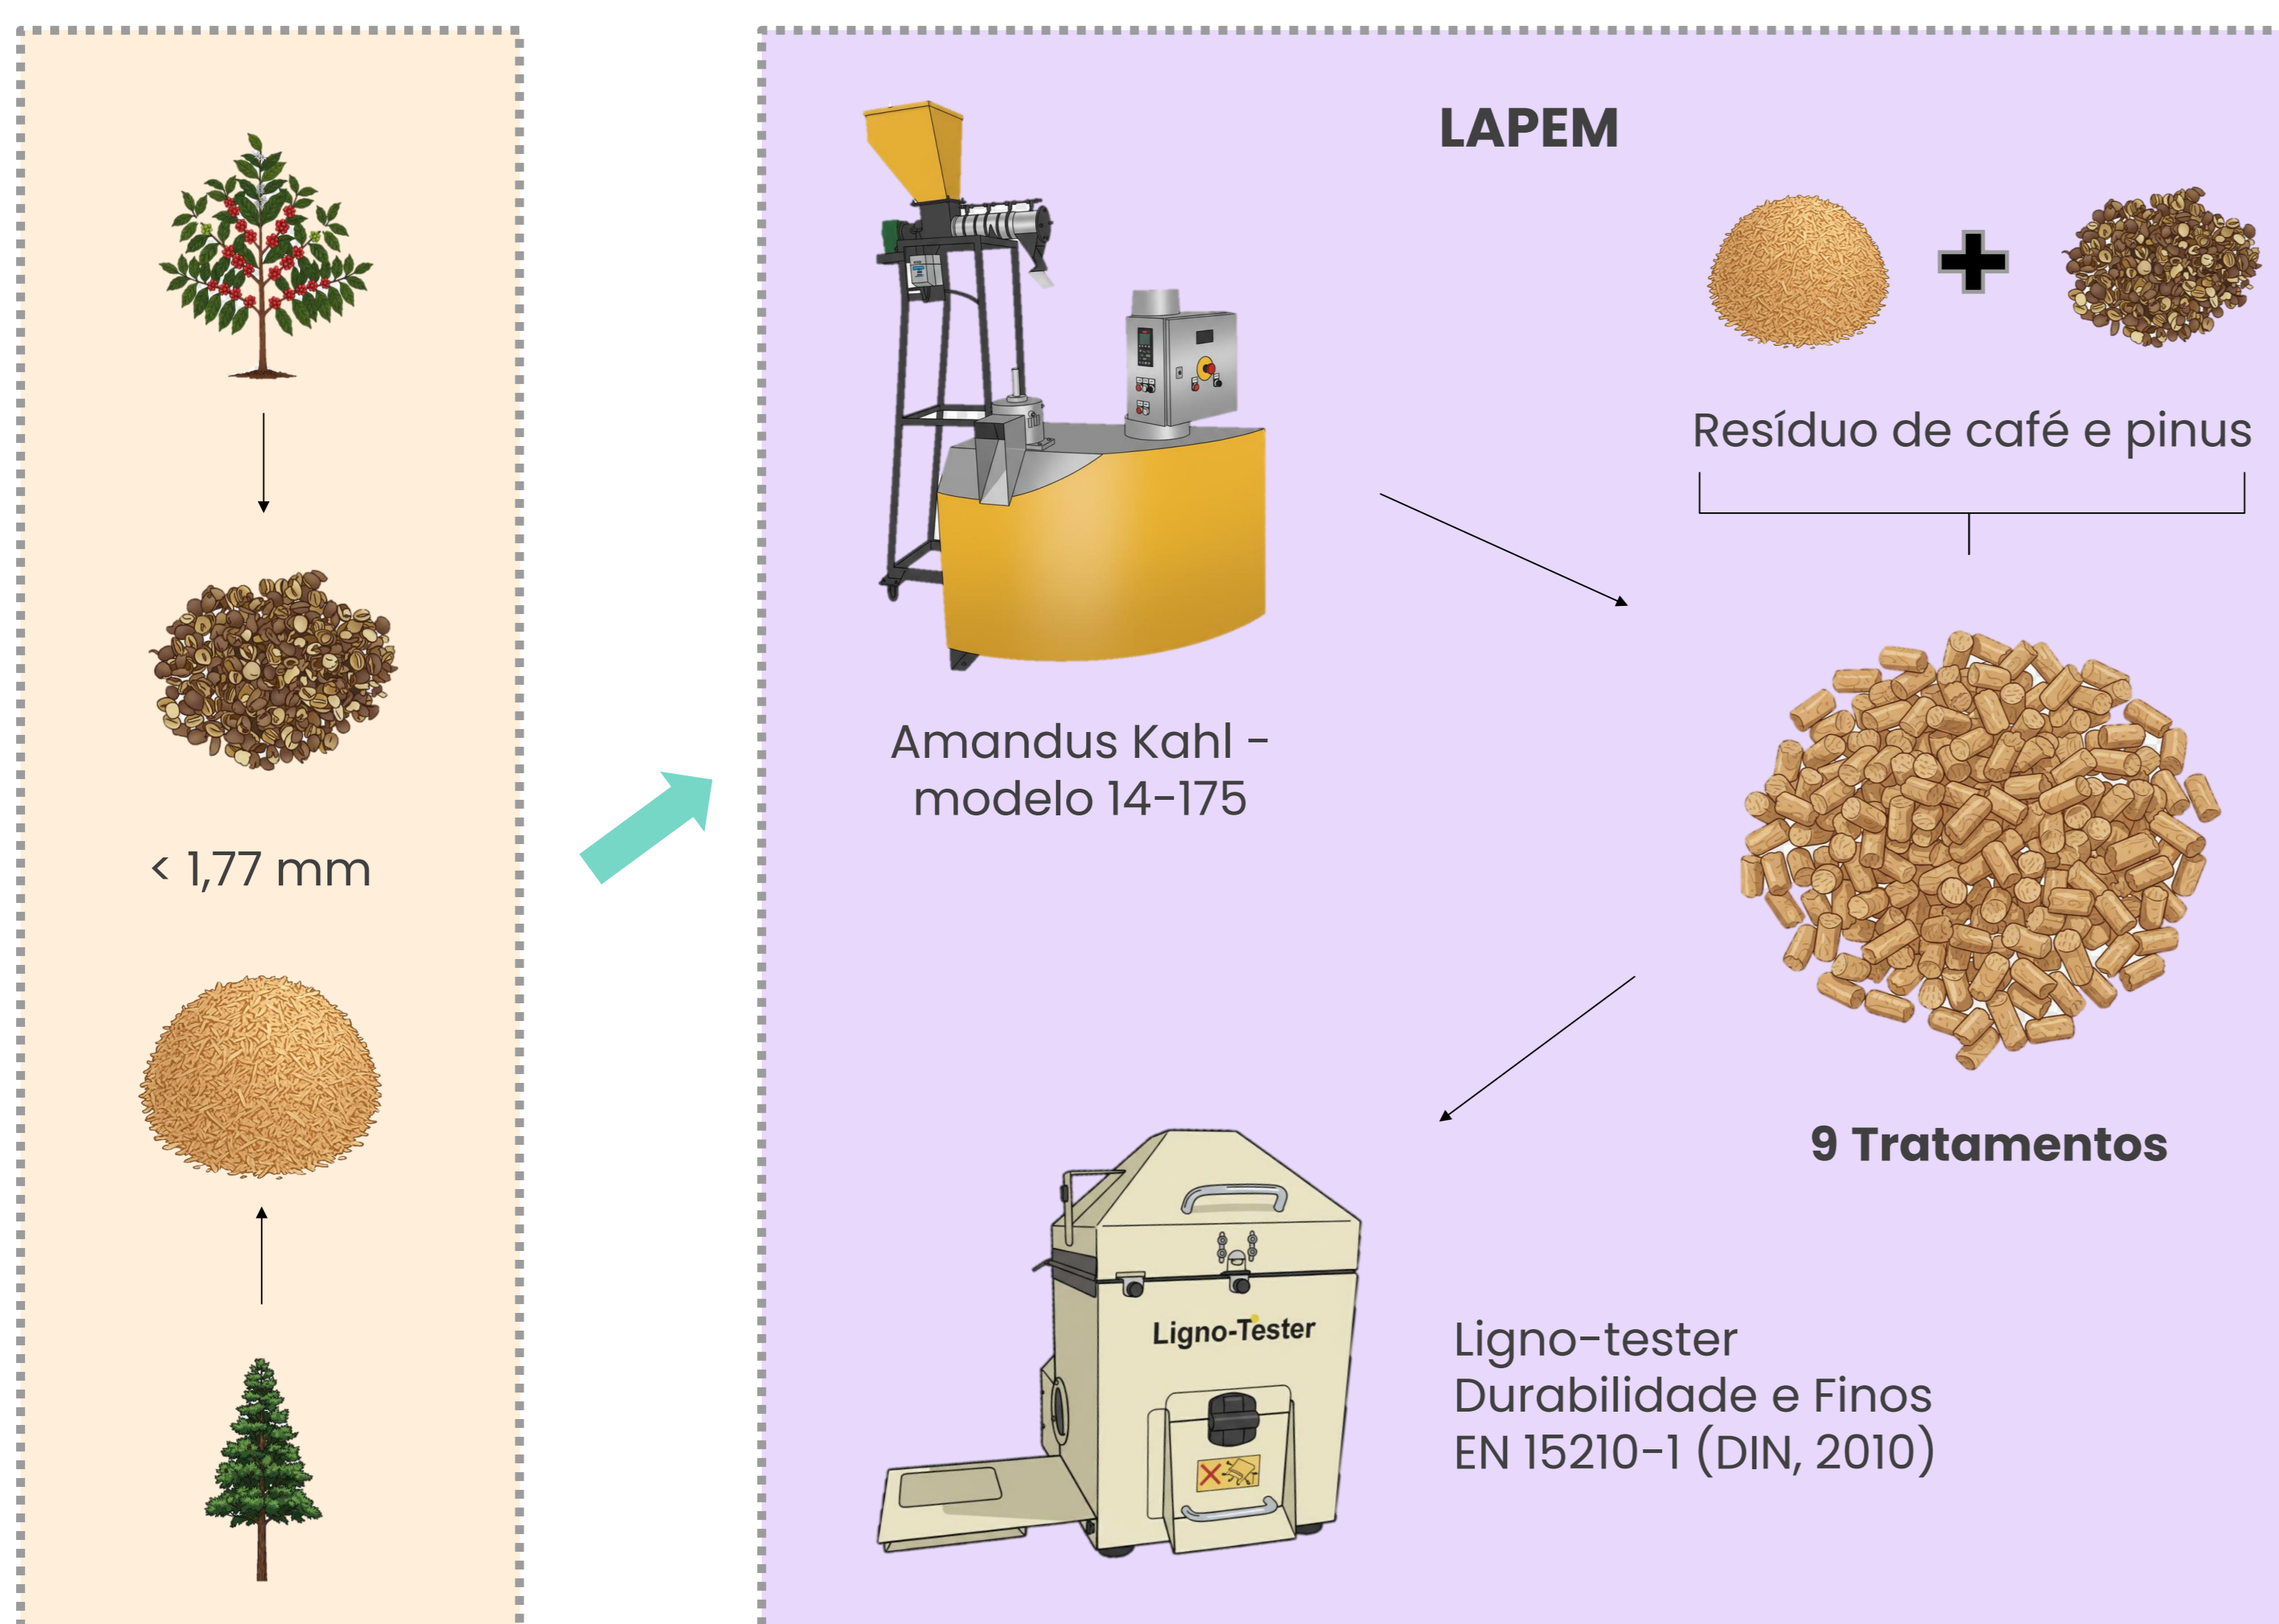 < 1,77 mm
LAPEM
Resíduo de café e pinus
Amandus Kahl -
modelo 14-175
9 Tratamentos
Ligno-Tester
Ligno-tester
Durabilidade e Finos
EN 15210-1 (DIN, 2010)